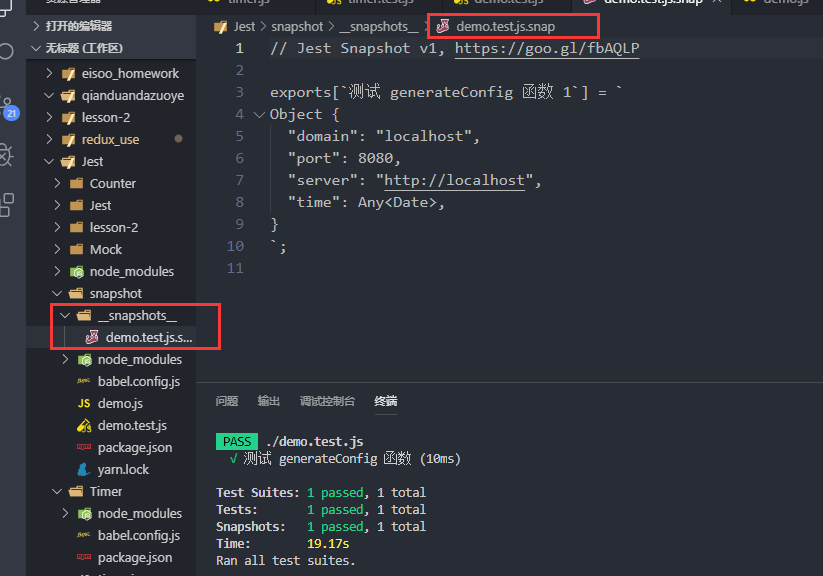 打开的编辑器
无标题 (工作区)
eisoo_homework
qianduandazuoye
lesson-2
redux_use
Jest
Counter
Jest
lesson-2
Mock
node_modules
snapshot
__snapshots__
demo.test.js.s...
node_modules
babel.config.js
JS demo.js
demo.test.js
package.json
yarn.lock
Timer
node_modules
babel.config.js
package.json
21
Jest > snapshot > __snapshots__ > demo.test.js.snap
1 // Jest Snapshot v1, https://goo.gl/fbAQLP
2
3 exports[`测试 generateConfig 函数 1`] = `
4 Object {
5 "domain": "localhost",
6 "port": 8080,
7 "server": "http://localhost",
8 "time": Any<Date>,
9 }
10 `;
11
问题 输出 调试控制台 终端
PASS ./demo.test.js
√ 测试 generateConfig 函数 (10ms)
Test Suites: 1 passed, 1 total
Tests: 1 passed, 1 total
Snapshots: 1 passed, 1 total
Time: 19.17s
Ran all test suites.